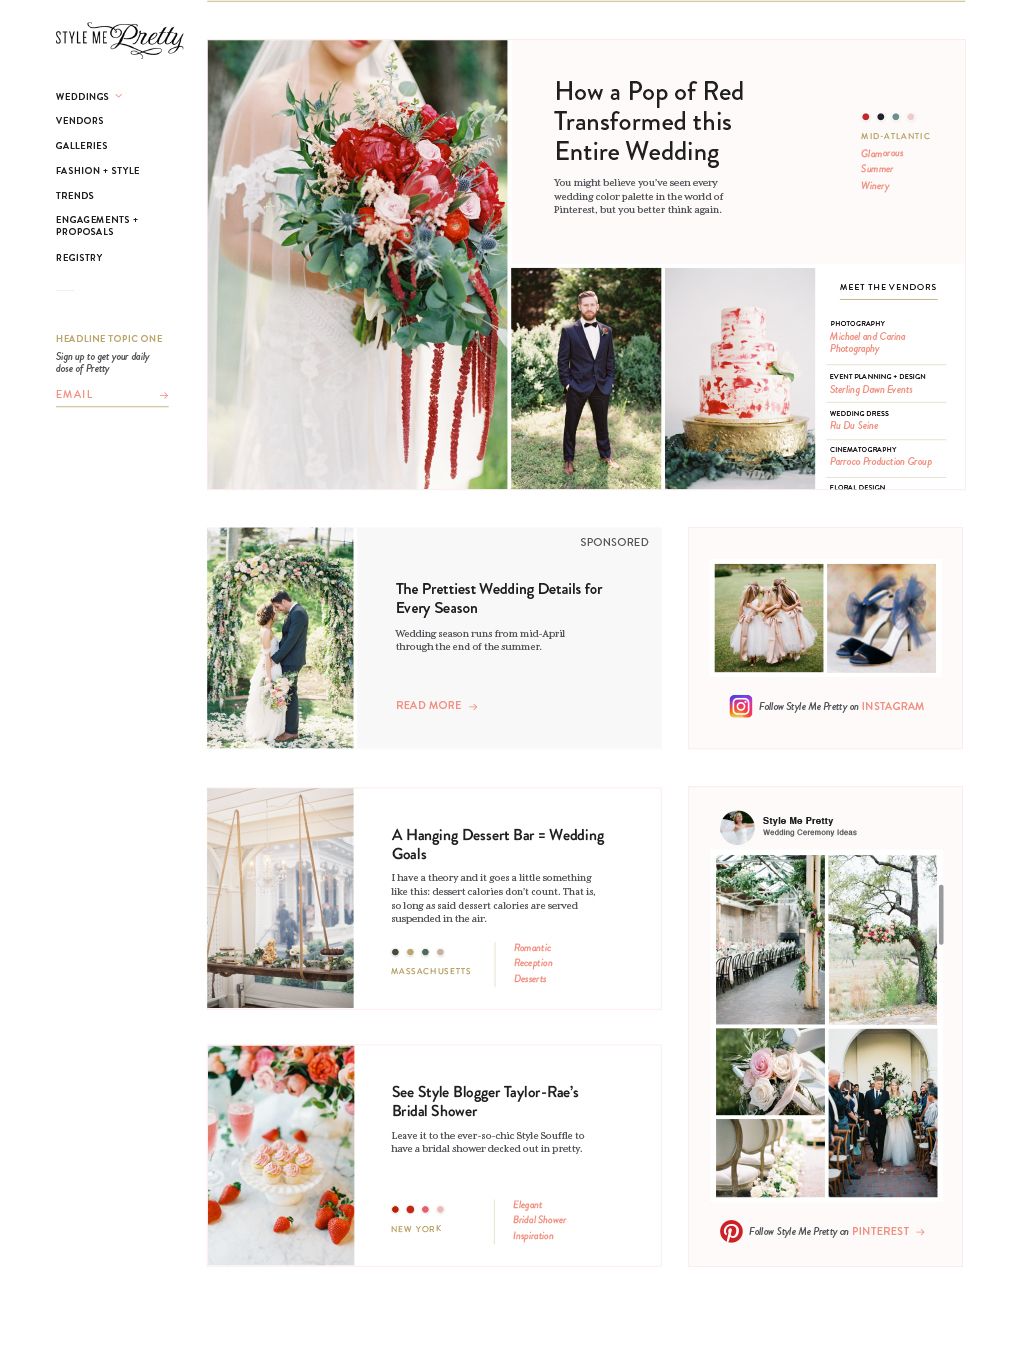 STYLE ME Pretty
WEDDINGS
VENDORS
GALLERIES
FASHION + STYLE
TRENDS
ENGAGEMENTS +
PROPOSALS
REGISTRY
HEADLINE TOPIC ONE
Sign up to get your daily
dose of Pretty
EMAIL
How a Pop of Red
Transformed this
Entire Wedding
You might believe you've seen every
wedding color palette in the world of
Pinterest, but you better think again.
MID-ATLANTIC
Glamorous
Summer
Winery
MEET THE VENDORS
PHOTOGRAPHY
Michael and Carina
Photography
EVENT PLANNING + DESIGN
Sterling Dawn Events
WEDDING DRESS
Ru Du Seine
CINEMATOGRAPHY
Parroco Production Group
FLORAL DESIGN
SPONSORED
The Prettiest Wedding Details for
Every Season
Wedding season runs from mid-April
through the end of the summer.
READ MORE
Follow Style Me Pretty on INSTAGRAM
A Hanging Dessert Bar = Wedding
Goals
I have a theory and it goes a little something
like this: dessert calories don't count. That is,
so long as said dessert calories are served
suspended in the air.
MASSACHUSETTS
Romantic
Reception
Desserts
Style Me Pretty
Wedding Ceremony Ideas
See Style Blogger Taylor-Rae's
Bridal Shower
Leave it to the ever-so-chic Style Souffle to
have a bridal shower decked out in pretty.
NEW YORK
Elegant
Bridal Shower
Inspiration
Follow Style Me Pretty on PINTEREST